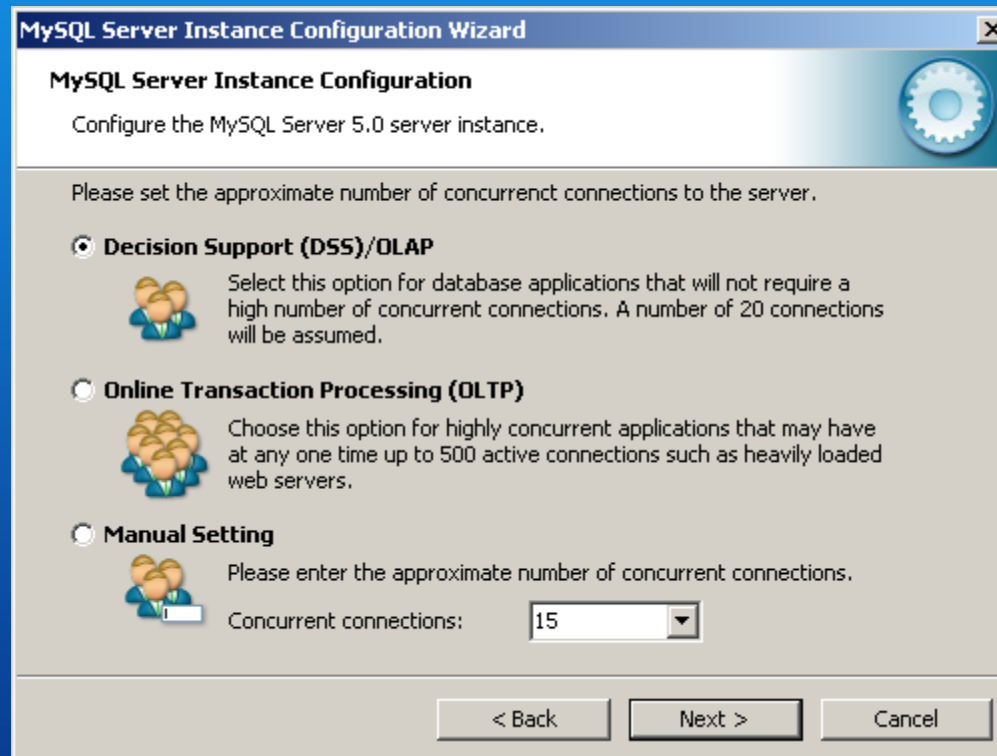 MySQL Server Instance Configuration Wizard
MySQL Server Instance Configuration
Configure the MySQL Server 5.0 server instance.
Please set the approximate number of concurrenct connections to the server.
Decision Support (DSS)/OLAP
Select this option for database applications that will not require a
high number of concurrent connections. A number of 20 connections
will be assumed.
Online Transaction Processing (OLTP)
Choose this option for highly concurrent applications that may have
at any one time up to 500 active connections such as heavily loaded
web servers.
Manual Setting
Please enter the approximate number of concurrent connections.
Concurrent connections: 15
< Back Next > Cancel